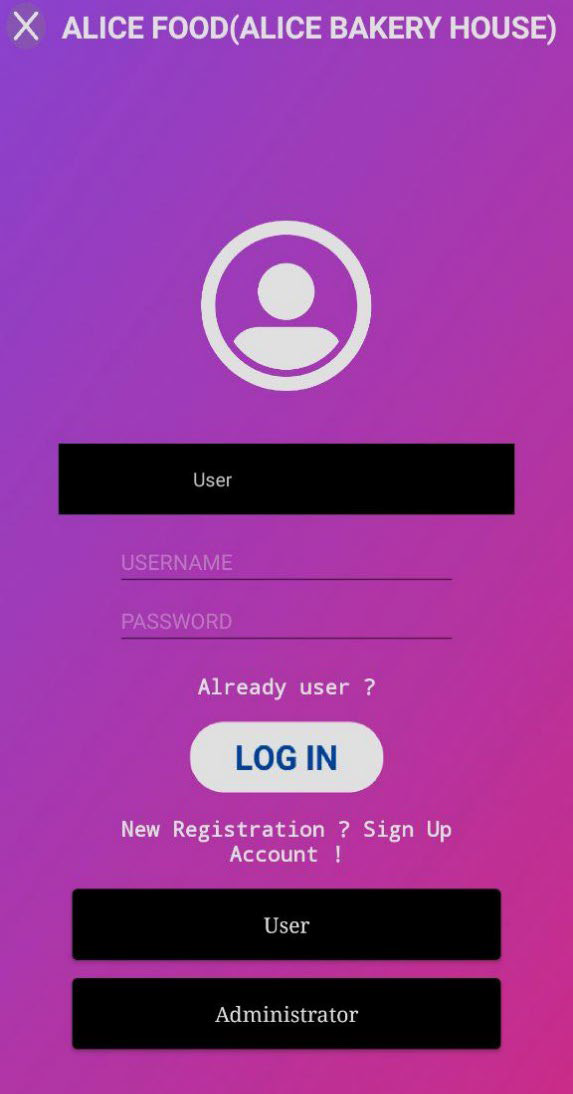 ALICE FOOD(ALICE BAKERY HOUSE)
User
USERNAME
PASSWORD
Already user ?
LOG IN
New Registration ? Sign Up
Account !
User
Administrator